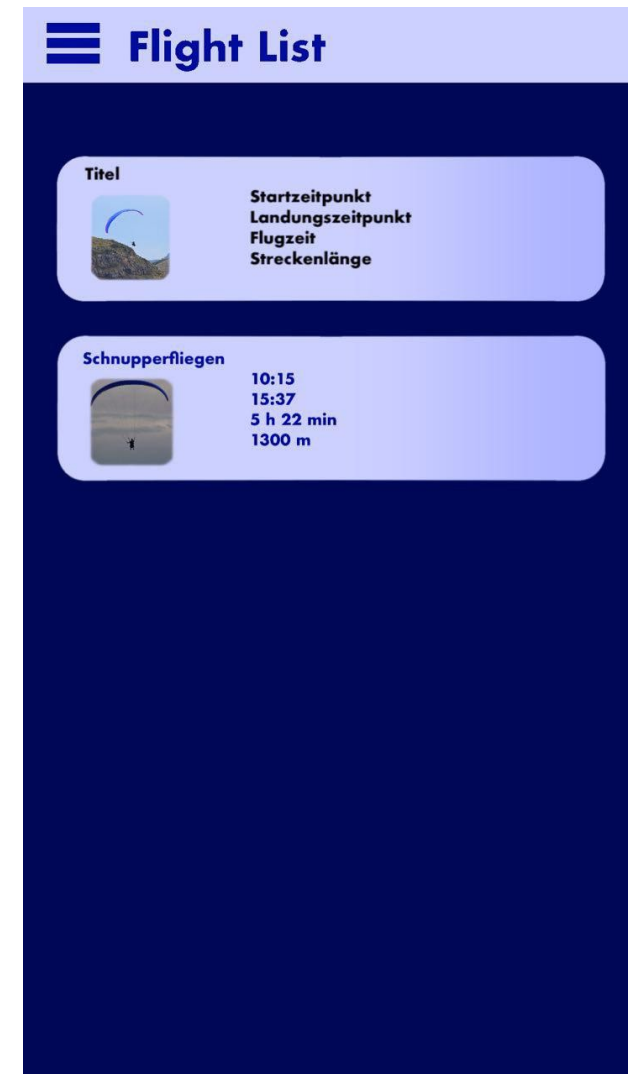 Flight List
Titel
Startzeitpunkt
Landungszeitpunkt
Flugzeit
Streckenlänge
Schnupperfliegen
10:15
15:37
5 h 22 min
1300 m